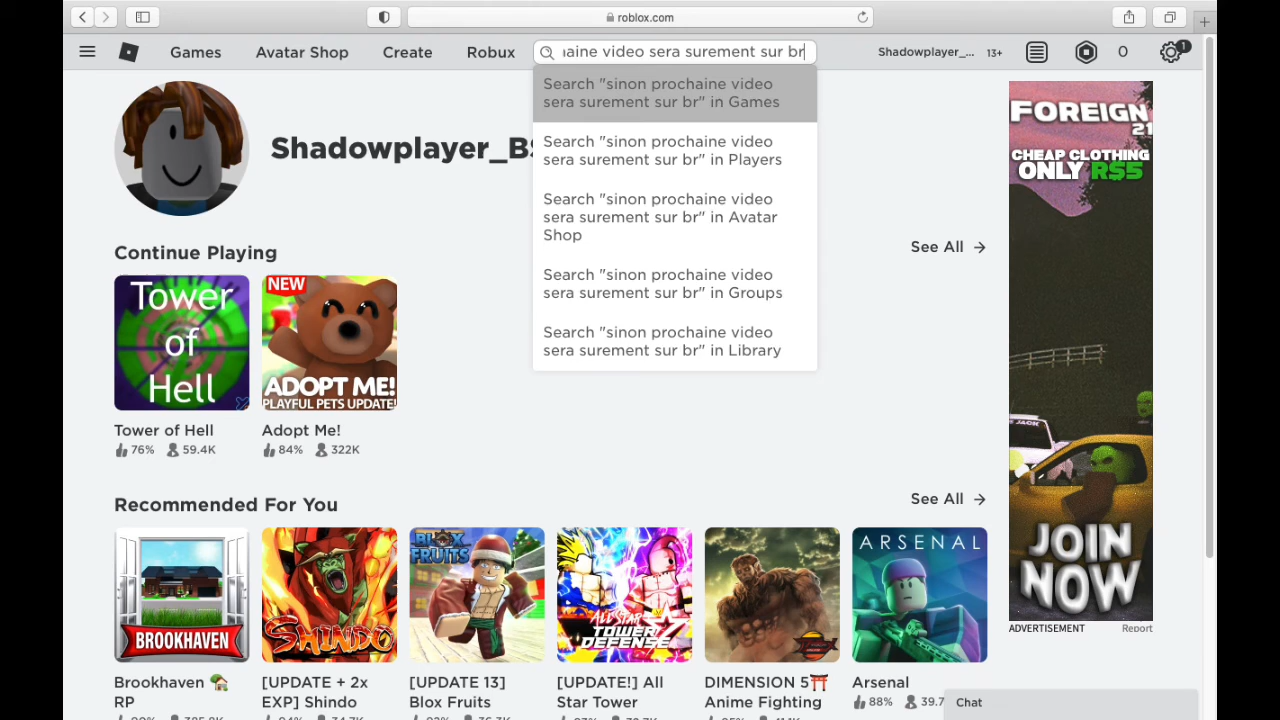 roblox.com
Games Avatar Shop Create Robux haine video sera surement sur br Shadowplayer_... 13+ 0 1
Search "sinon prochaine video
sera surement sur br" in Games
Search "sinon prochaine video
sera surement sur br" in Players
Search "sinon prochaine video
sera surement sur br" in Avatar
Shop
Search "sinon prochaine video
sera surement sur br" in Groups
Search "sinon prochaine video
sera surement sur br" in Library
Shadowplayer_BS
Continue Playing
See All
Tower
of
Hell
NEW
ADOPT ME!
PLAYFUL PETS UPDATE!
Tower of Hell
76% 59.4K
Adopt Me!
84% 322K
Recommended For You
See All
BROOKHAVEN
SHINDO
BLOX
FRUITS
ALL STAR
TOWER
DEFENSE
ARSENAL
Brookhaven
RP
[UPDATE + 2x
EXP] Shindo
[UPDATE 13]
Blox Fruits
[UPDATE!] All
Star Tower
DIMENSION 5
Anime Fighting
Arsenal
88% 39.7
FOREIGN
21
CHEAP CLOTHING
ONLY R$5
JOIN
NOW
ADVERTISEMENT Report
Chat